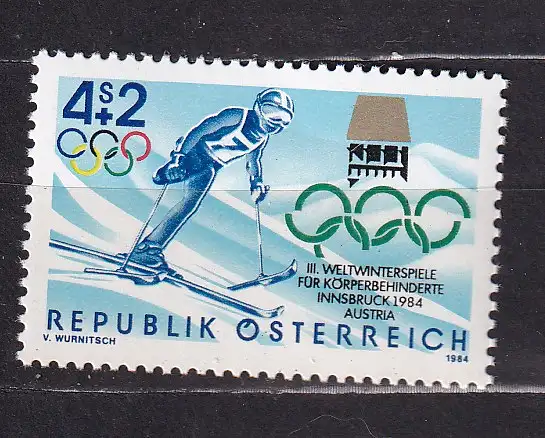 4S+2
III. WELTWINTERSPIELE
FÜR KÖRPERBEHINDERTE
INNSBRUCK 1984
AUSTRIA
REPUBLIK ÖSTERREICH
V. WURNITSCH
1984